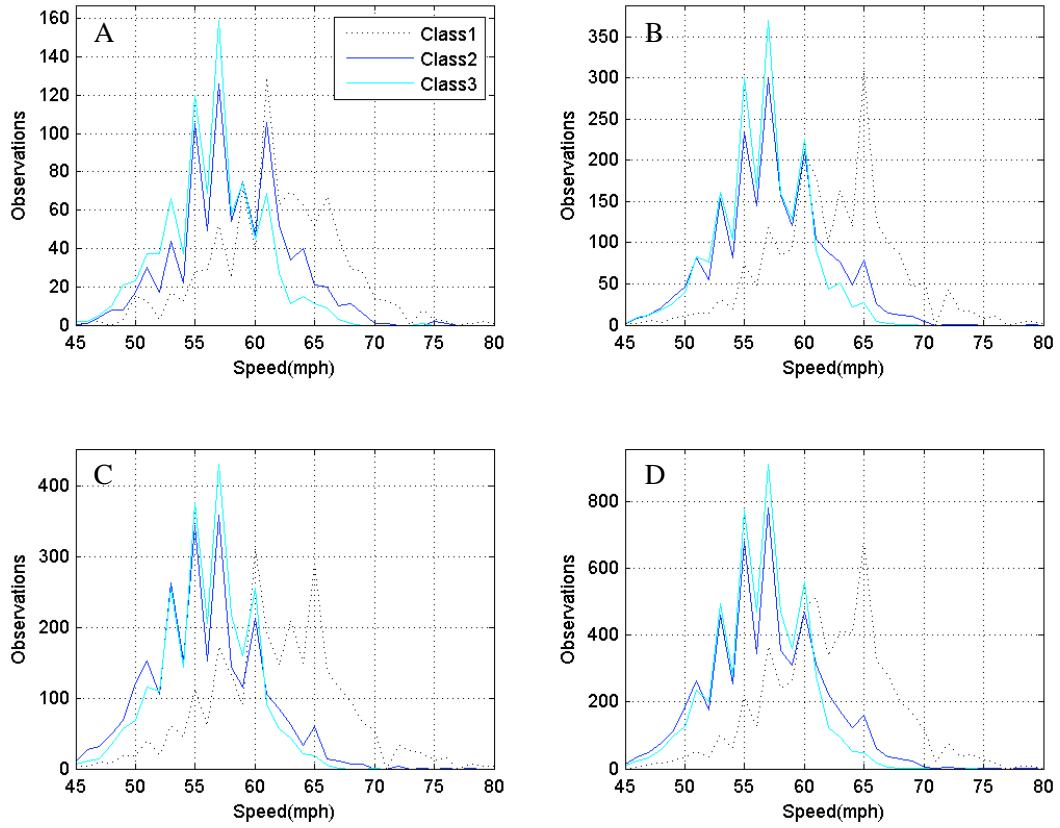 A
Class1
Class2
Class3
160
140
120
100
80
60
40
20
0
Observations
45 50 55 60 65 70 75 80
Speed(mph)
B
350
300
250
200
150
100
50
0
Observations
45 50 55 60 65 70 75 80
Speed(mph)
C
400
300
200
100
0
Observations
45 50 55 60 65 70 75 80
Speed(mph)
D
800
600
400
200
0
Observations
45 50 55 60 65 70 75 80
Speed(mph)